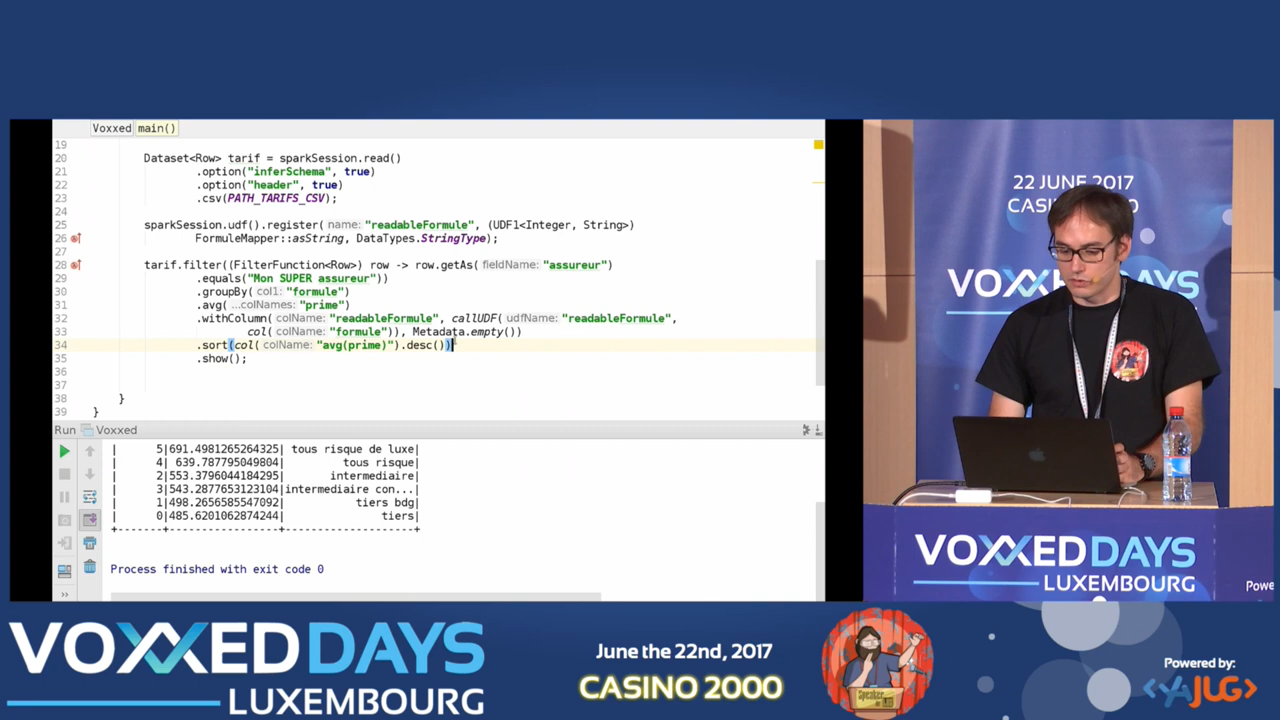 Voxxed main()
19
20 Dataset<Row> tarif = sparkSession.read()
21 .option("inferSchema", true)
22 .option("header", true)
23 .csv(PATH_TARIFS_CSV);
24
25 sparkSession.udf().register( name: "readableFormule", (UDF1<Integer, String>)
26 FormuleMapper::asString, DataTypes.StringType);
27
28 tarif.filter((FilterFunction<Row>) row -> row.getAs( fieldName: "assureur")
29 .equals("Mon SUPER assureur"))
30 .groupBy( col1: "formule")
31 .avg( ...colNames: "prime")
32 .withColumn( colName: "readableFormule", callUDF( udfName: "readableFormule",
33 col( colName: "formule")), Metadata.empty())
34 .sort(col( colName: "avg(prime)").desc())
35 .show();
36
37
38 }
39 }
Run Voxxed
| 5|691.4981265264325| tous risque de luxe|
| 4| 639.787795049804| tous risque|
| 2|553.3796044184295| intermediaire|
| 3|543.2877653123104|intermediaire con...|
| 1|498.2656585547092| tiers bdg|
| 0|485.6201062874244| tiers|
+-------+-----------------+--------------------+
Process finished with exit code 0
22 JUNE 2017
VOXXED DAYS
VOXXED DAYS
LUXEMBOURG
Powe
VOXXED DAYS
LUXEMBOURG
June the 22nd, 2017
CASINO 2000
Speaker
Powered by:
<YAJUG>